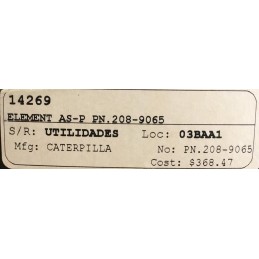 14269
ELEMENT AS-P PN.208-9065
S/R: UTILIDADES Loc: 03BAA1
Mfg: CATERPILLA No: PN.208-9065
Cost: $368.47